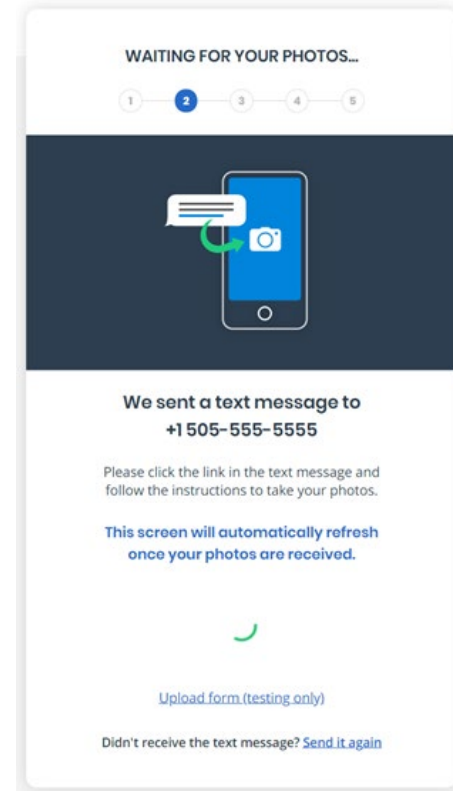 WAITING FOR YOUR PHOTOS...
1 2 3 4 5
We sent a text message to
+1 505-555-5555
Please click the link in the text message and
follow the instructions to take your photos.
This screen will automatically refresh
once your photos are received.
Upload form (testing only)
Didn't receive the text message? Send it again